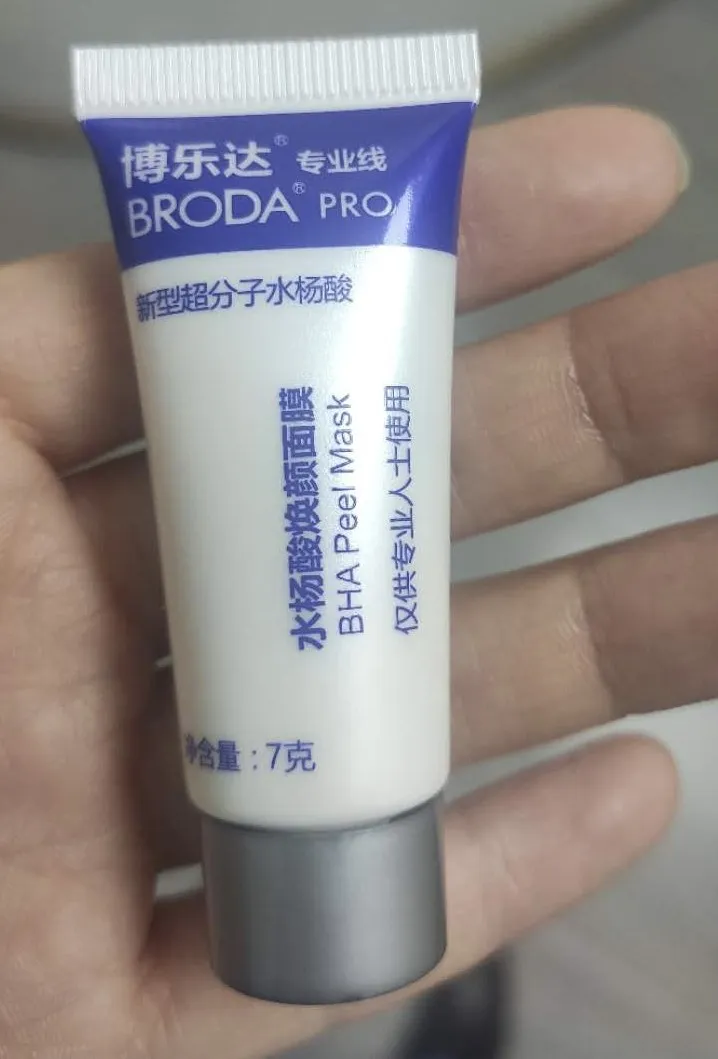 博乐达® 专业线
BRODA® PRO
新型超分子水杨酸
水杨酸焕颜面膜
BHA Peel Mask
仅供专业人士使用
净含量：7克